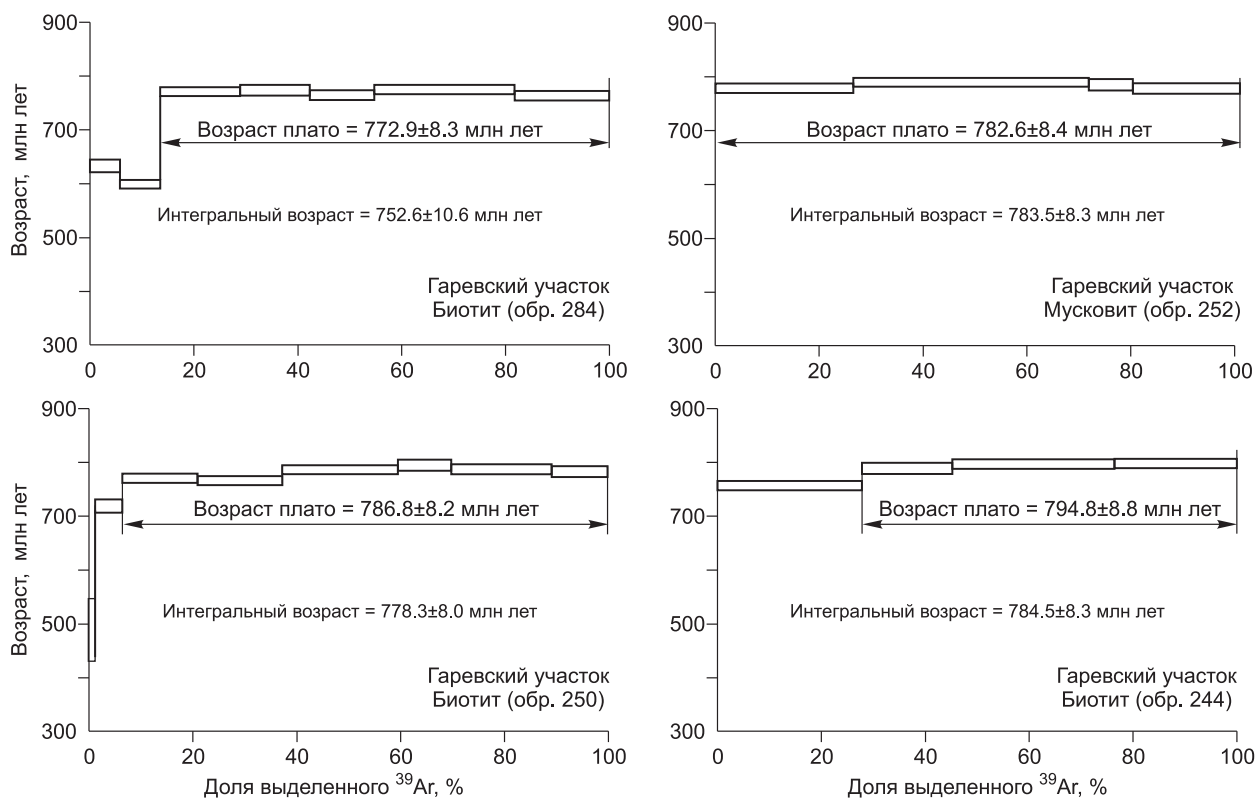 900
700
500
300
Возраст, млн лет
Возраст плато = 772.9±8.3 млн лет
Интегральный возраст = 752.6±10.6 млн лет
Гаревский участок
Биотит (обр. 284)
0 20 40 60 80 100
900
700
500
300
Возраст плато = 782.6±8.4 млн лет
Интегральный возраст = 783.5±8.3 млн лет
Гаревский участок
Мусковит (обр. 252)
0 20 40 60 80 100
900
700
500
300
Возраст, млн лет
Возраст плато = 786.8±8.2 млн лет
Интегральный возраст = 778.3±8.0 млн лет
Гаревский участок
Биотит (обр. 250)
0 20 40 60 80 100
Доля выделенного ³⁹Ar, %
900
700
500
300
Возраст плато = 794.8±8.8 млн лет
Интегральный возраст = 784.5±8.3 млн лет
Гаревский участок
Биотит (обр. 244)
0 20 40 60 80 100
Доля выделенного ³⁹Ar, %